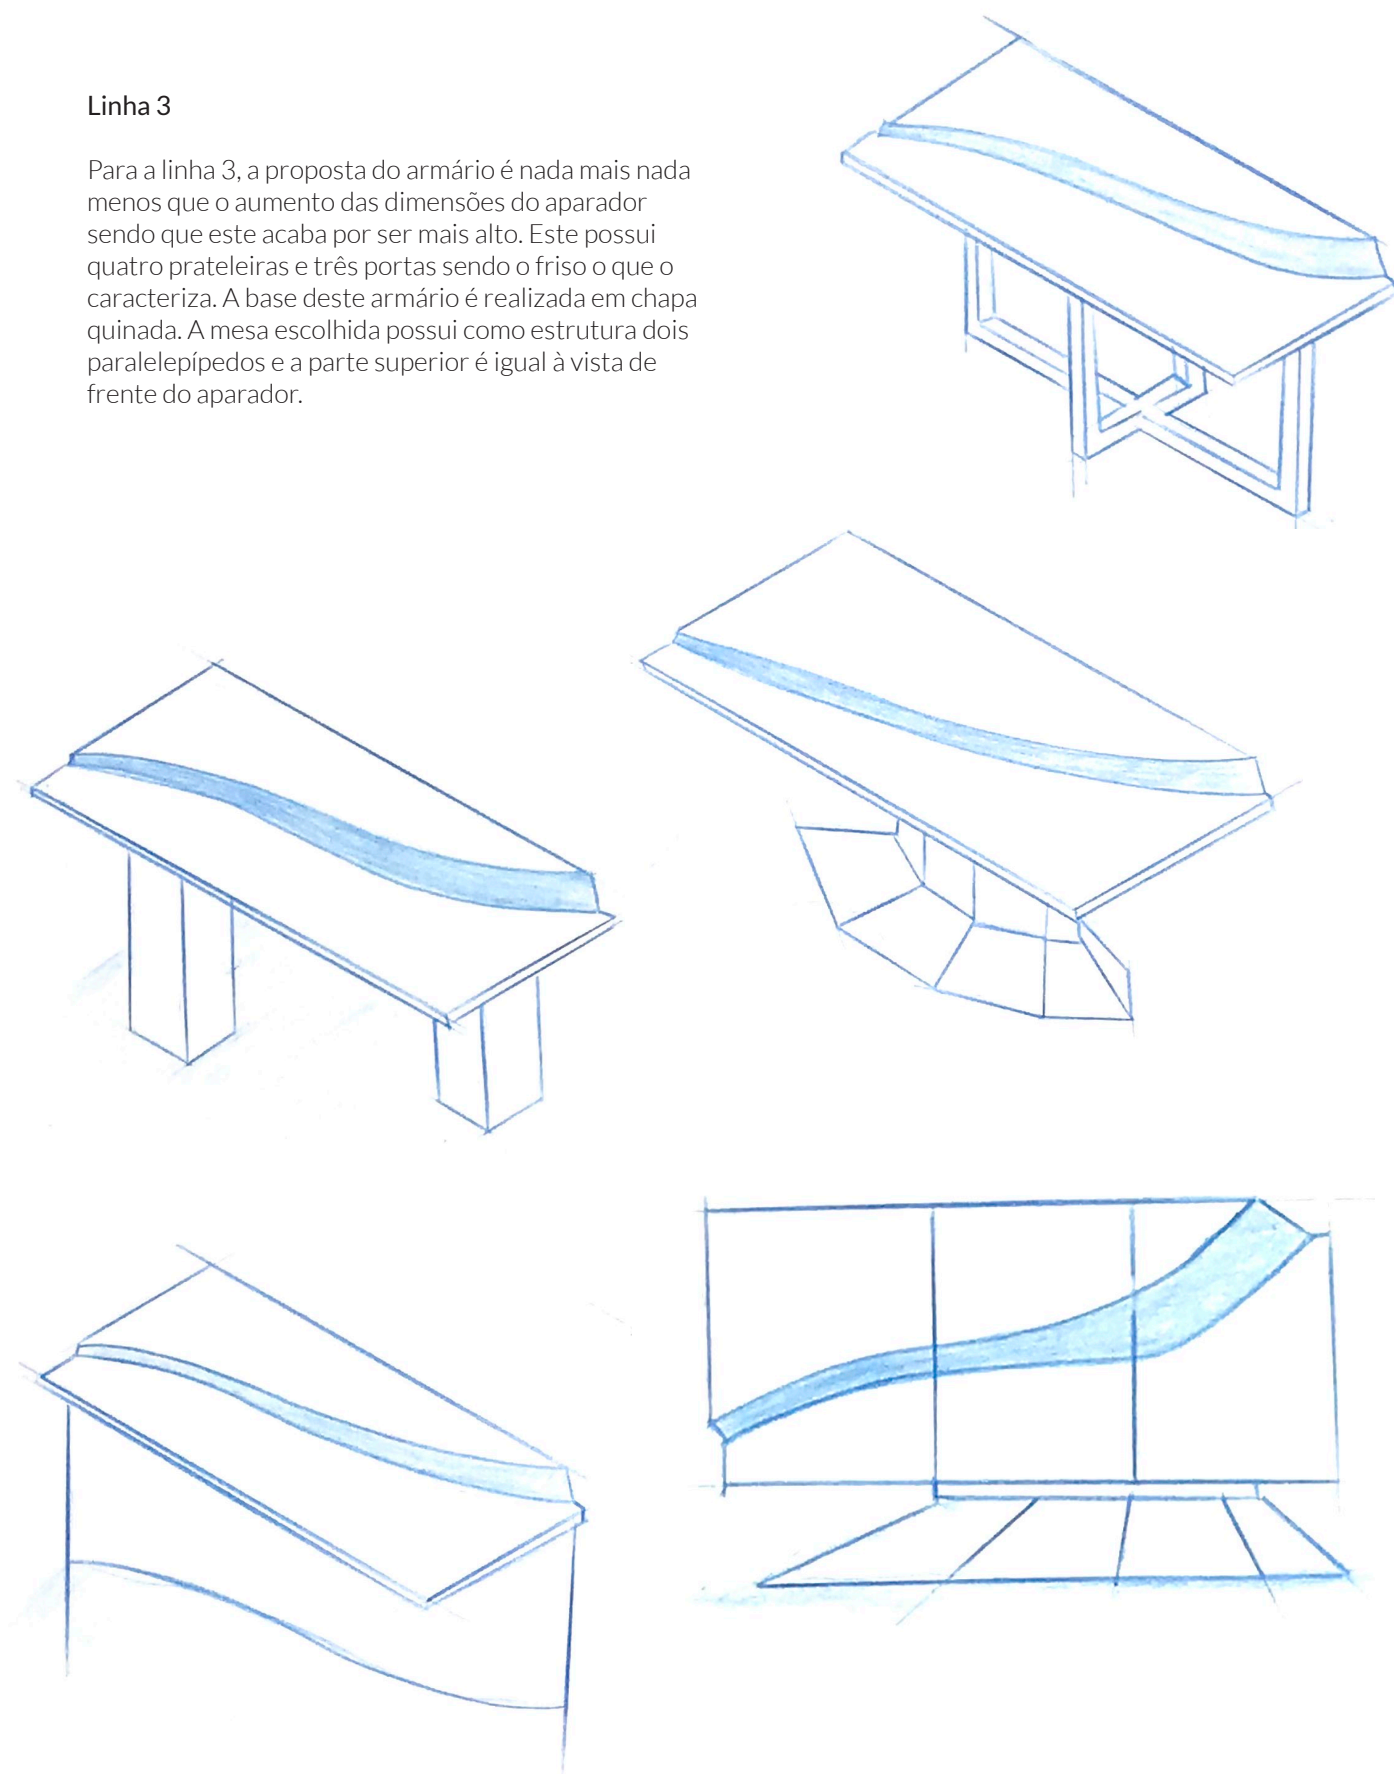 Linha 3
Para a linha 3, a proposta do armário é nada mais nada
menos que o aumento das dimensões do aparador
sendo que este acaba por ser mais alto. Este possui
quatro prateleiras e três portas sendo o friso o que o
caracteriza. A base deste armário é realizada em chapa
quinada. A mesa escolhida possui como estrutura dois
paralelepípedos e a parte superior é igual à vista de
frente do aparador.